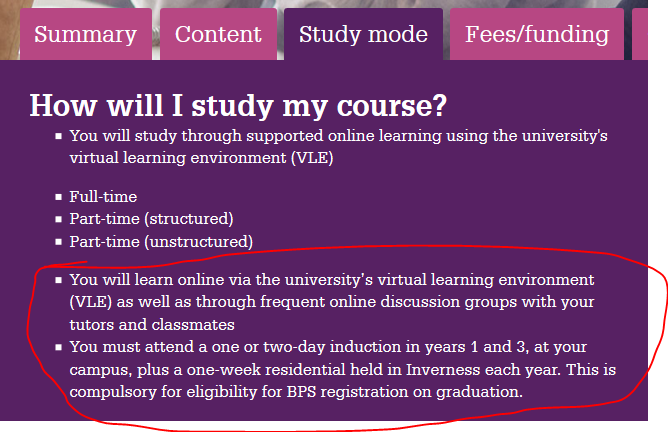 Summary
Content
Study mode
Fees/funding
How will I study my course?
You will study through supported online learning using the university's
virtual learning environment (VLE)
Full-time
Part-time (structured)
Part-time (unstructured)
You will learn online via the university’s virtual learning environment
(VLE) as well as through frequent online discussion groups with your
tutors and classmates
You must attend a one or two-day induction in years 1 and 3, at your
campus, plus a one-week residential held in Inverness each year. This is
compulsory for eligibility for BPS registration on graduation.